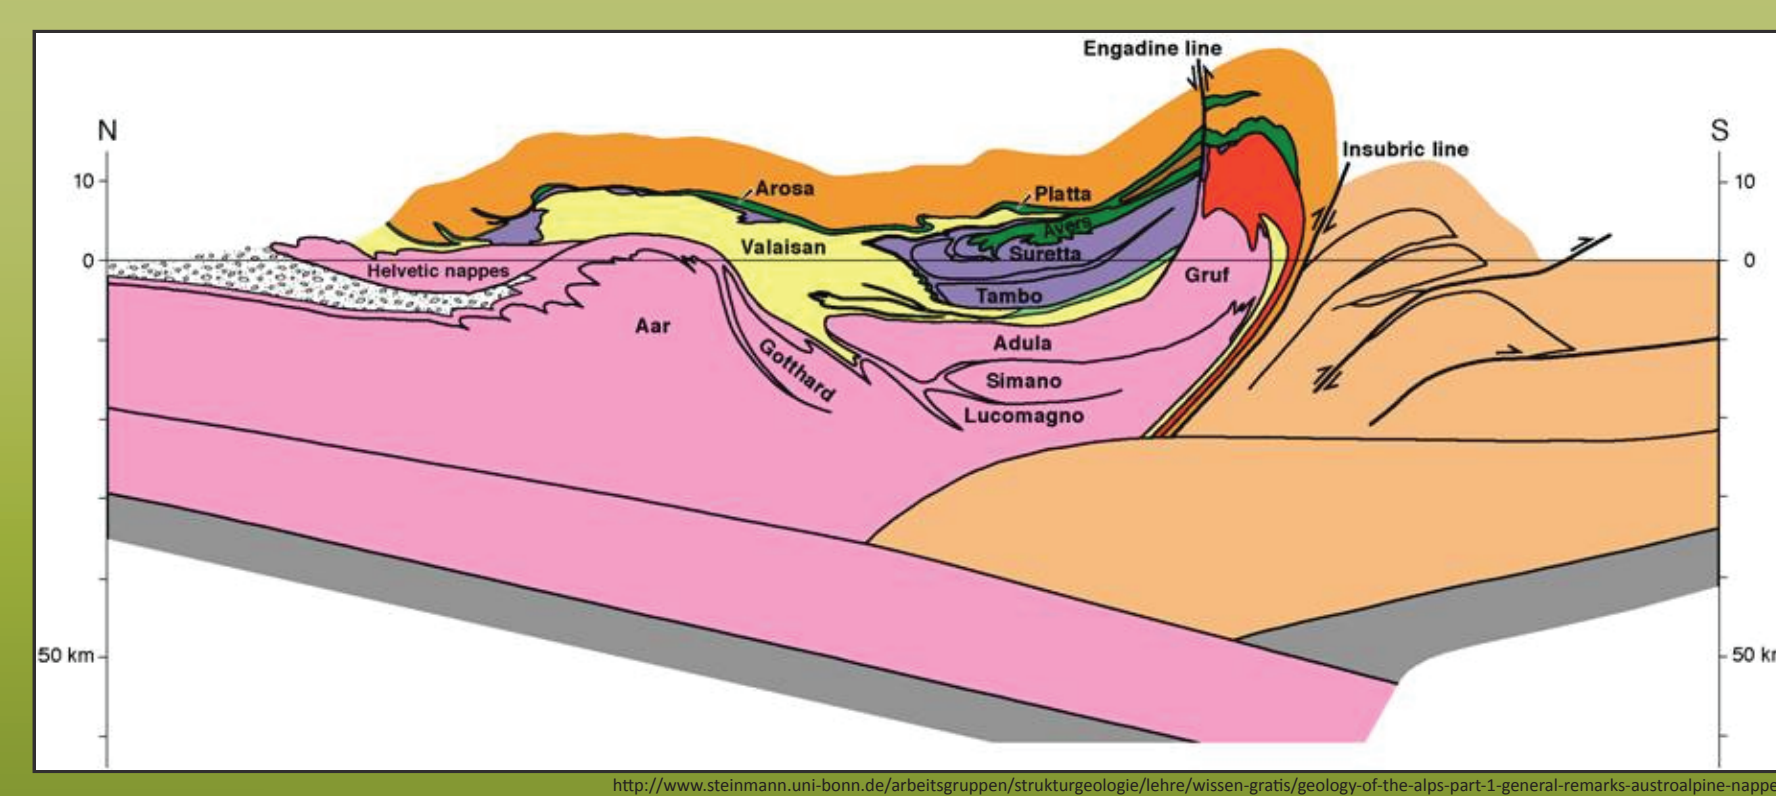 Engadine line
N
S
Insubric line
10
10
Arosa
Platta
Avers
Valaisan
Suretta
0
0
Helvetic nappes
Gruf
Tambo
Aar
Adula
Gotthard
Simano
Lucomagno
50 km
50 k
http://www.steinmann.uni-bonn.de/arbeitsgruppen/strukturgeologie/lehre/wissen-gratis/geology-of-the-alps-part-1-general-remarks-austroalpine-nappe